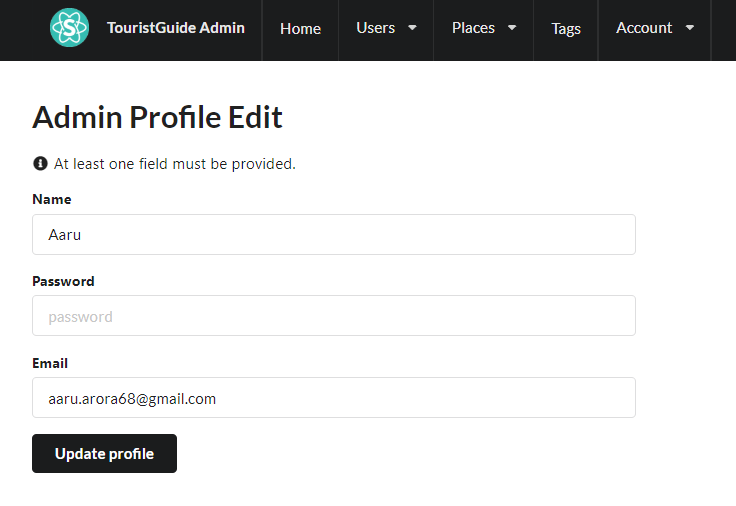 S TouristGuide Admin Home Users Places Tags Account
Admin Profile Edit
At least one field must be provided.
Name
Aaru
Password
password
Email
aaru.arora68@gmail.com
Update profile